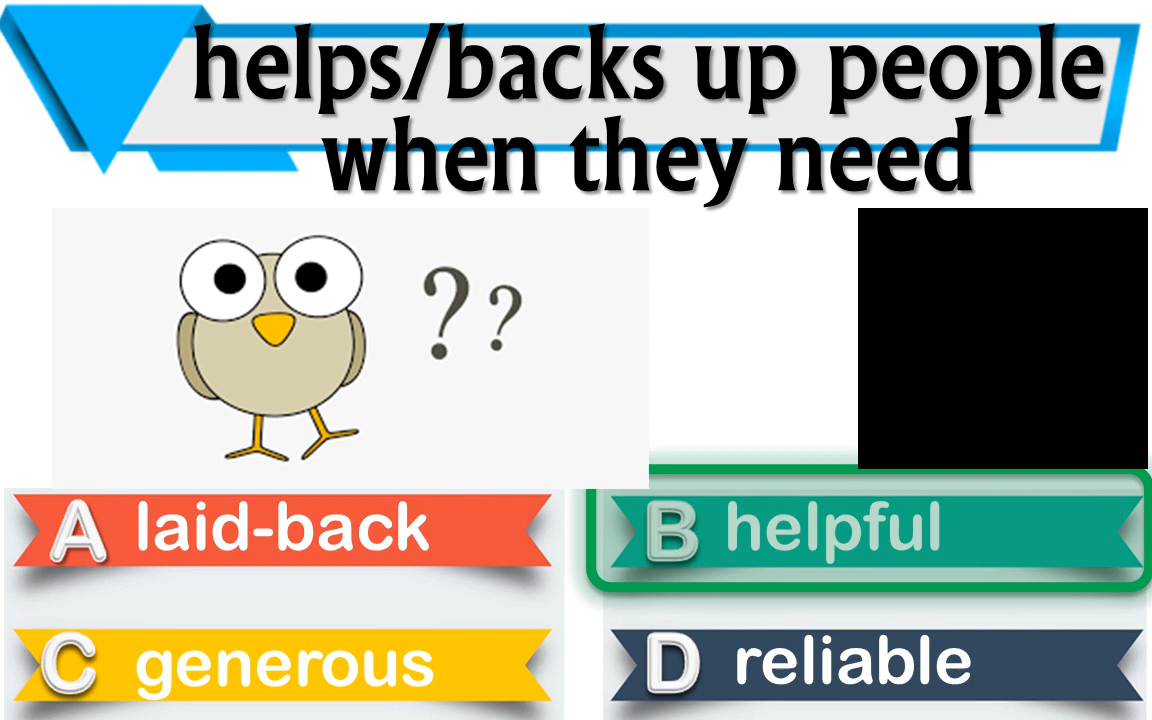 helps/backs up people
when they need
? ?
A laid-back
B helpful
C generous
D reliable